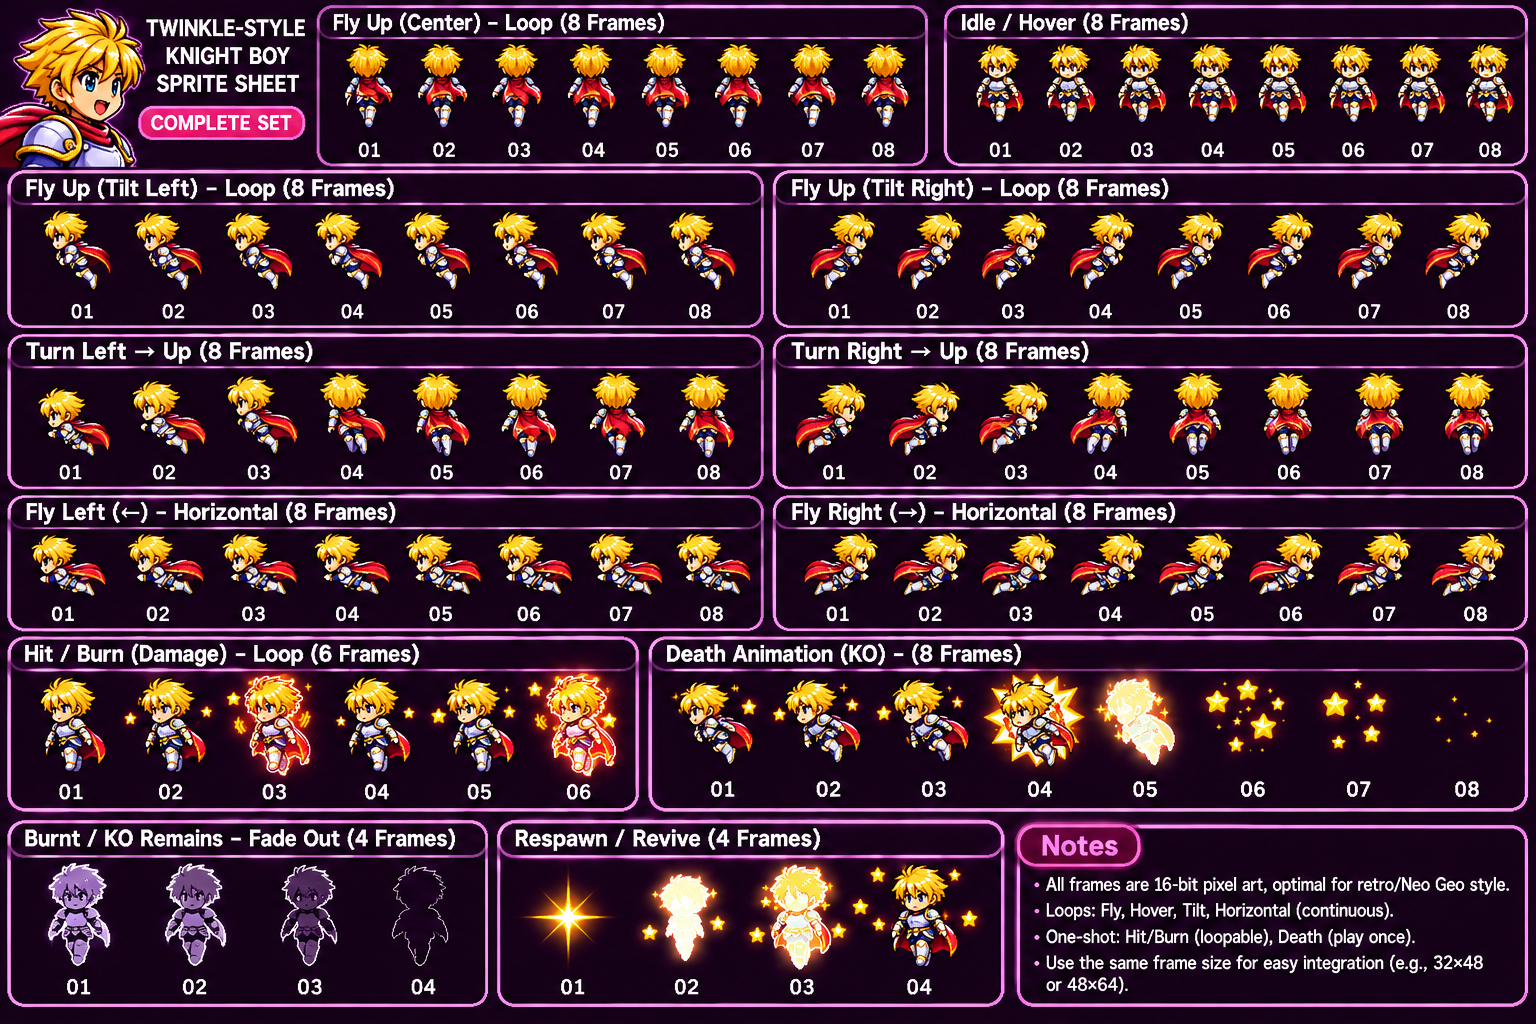 TWINKLE-STYLE
KNIGHT BOY
SPRITE SHEET
COMPLETE SET
Fly Up (Center) – Loop (8 Frames)
01 02 03 04 05 06 07 08
Idle / Hover (8 Frames)
01 02 03 04 05 06 07 08
Fly Up (Tilt Left) – Loop (8 Frames)
01 02 03 04 05 06 07 08
Fly Up (Tilt Right) – Loop (8 Frames)
01 02 03 04 05 06 07 08
Turn Left → Up (8 Frames)
01 02 03 04 05 06 07 08
Turn Right → Up (8 Frames)
01 02 03 04 05 06 07 08
Fly Left (←) – Horizontal (8 Frames)
01 02 03 04 05 06 07 08
Fly Right (→) – Horizontal (8 Frames)
01 02 03 04 05 06 07 08
Hit / Burn (Damage) – Loop (6 Frames)
01 02 03 04 05 06
Death Animation (KO) – (8 Frames)
01 02 03 04 05 06 07 08
Burnt / KO Remains – Fade Out (4 Frames)
01 02 03 04
Respawn / Revive (4 Frames)
01 02 03 04
Notes
• All frames are 16-bit pixel art, optimal for retro/Neo Geo style.
• Loops: Fly, Hover, Tilt, Horizontal (continuous).
• One-shot: Hit/Burn (loopable), Death (play once).
• Use the same frame size for easy integration (e.g., 32×48
or 48×64).